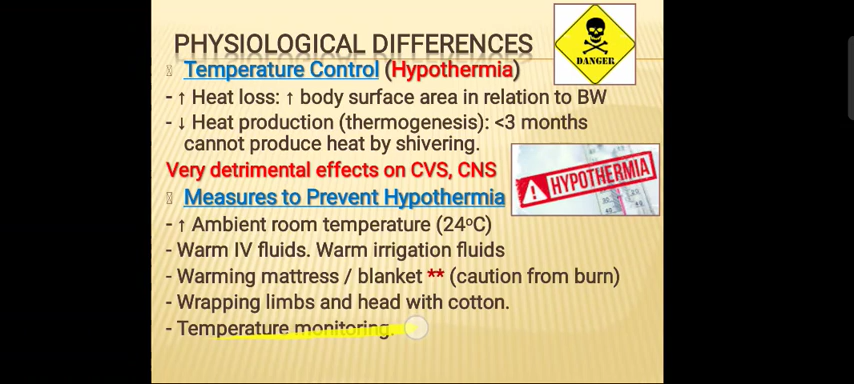 PHYSIOLOGICAL DIFFERENCES
DANGER
Temperature Control (Hypothermia)
- ↑ Heat loss: ↑ body surface area in relation to BW
- ↓ Heat production (thermogenesis): <3 months
cannot produce heat by shivering.
Very detrimental effects on CVS, CNS
HYPOTHERMIA
Measures to Prevent Hypothermia
- ↑ Ambient room temperature (24ºC)
- Warm IV fluids. Warm irrigation fluids
- Warming mattress / blanket ** (caution from burn)
- Wrapping limbs and head with cotton.
- Temperature monitoring.